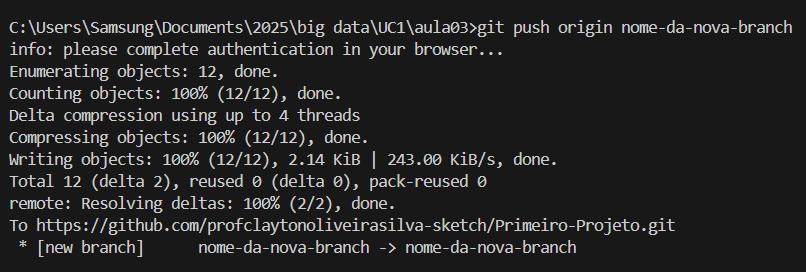 C:\Users\Samsung\Documents\2025\big data\UC1\aula03>git push origin nome-da-nova-branch
info: please complete authentication in your browser...
Enumerating objects: 12, done.
Counting objects: 100% (12/12), done.
Delta compression using up to 4 threads
Compressing objects: 100% (12/12), done.
Writing objects: 100% (12/12), 2.14 KiB | 243.00 KiB/s, done.
Total 12 (delta 2), reused 0 (delta 0), pack-reused 0
remote: Resolving deltas: 100% (2/2), done.
To https://github.com/profclaytonoliveirasilva-sketch/Primeiro-Projeto.git
 * [new branch]      nome-da-nova-branch -> nome-da-nova-branch